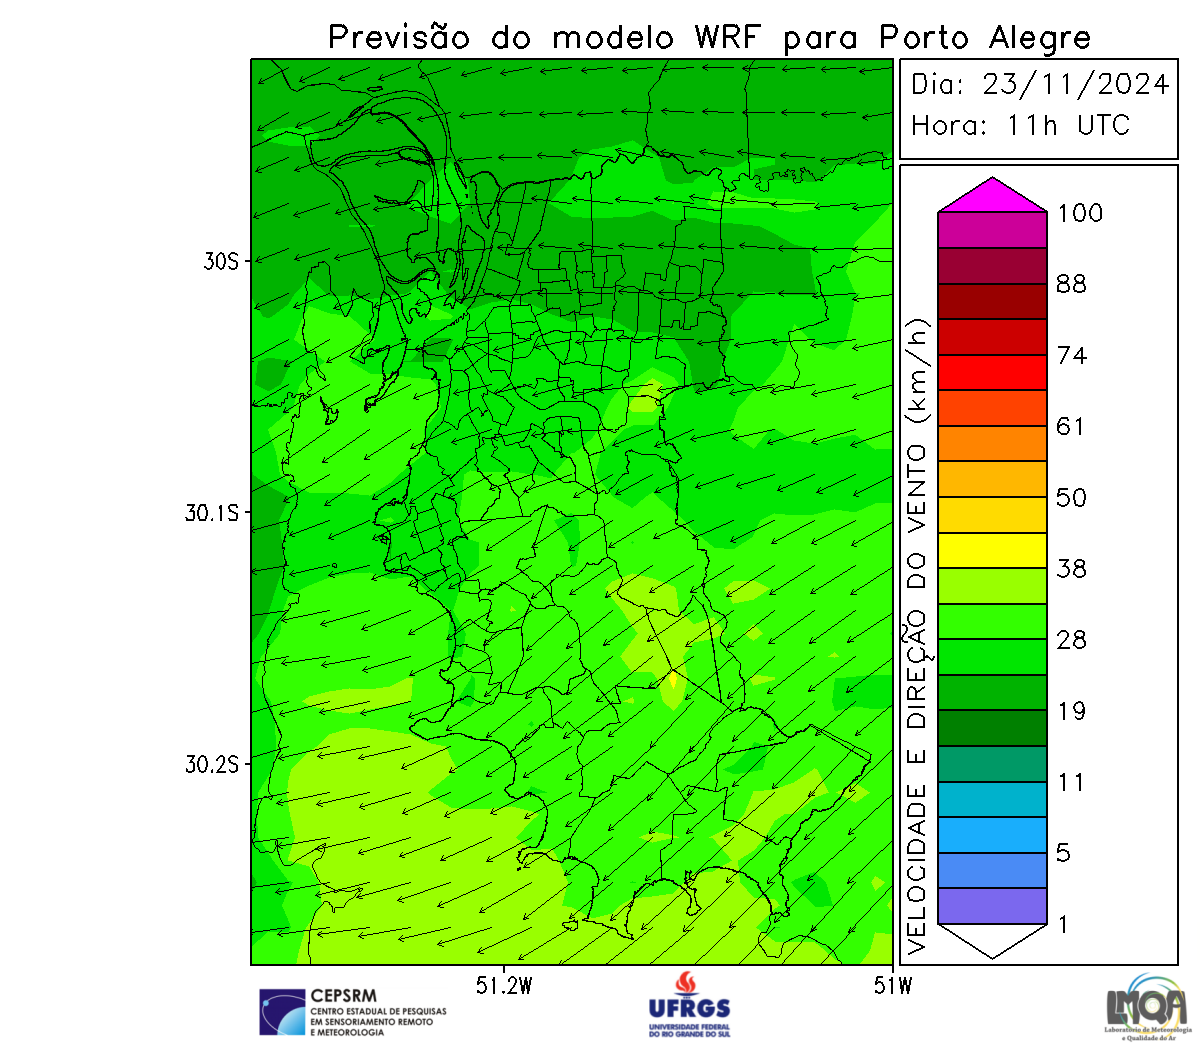 Previsão do modelo WRF para Porto Alegre
Dia: 23/11/2024
Hora: 11h UTC
30S
30.1S
30.2S
51.2W
51W
VELOCIDADE E DIREÇÃO DO VENTO (km/h)
100
88
74
61
50
38
28
19
11
5
1
CEPSRM
CENTRO ESTADUAL DE PESQUISAS
EM SENSORIAMENTO REMOTO
E METEOROLOGIA
UFRGS
UNIVERSIDADE FEDERAL
DO RIO GRANDE DO SUL
LMQA
Laboratório de Meteorologia
e Qualidade do Ar